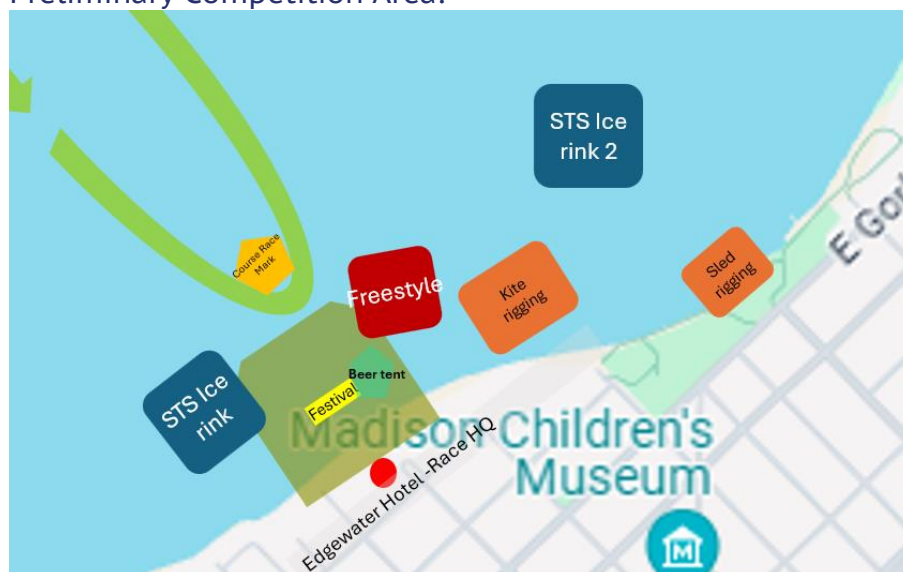 Preliminary Competition Area:
STS Ice
rink 2
Course Race
Mark
Freestyle
Kite
rigging
Sled
rigging
E Gor
Beer tent
Festival
STS Ice
rink
Madison Children's
Museum
Edgewater Hotel -Race HQ
M